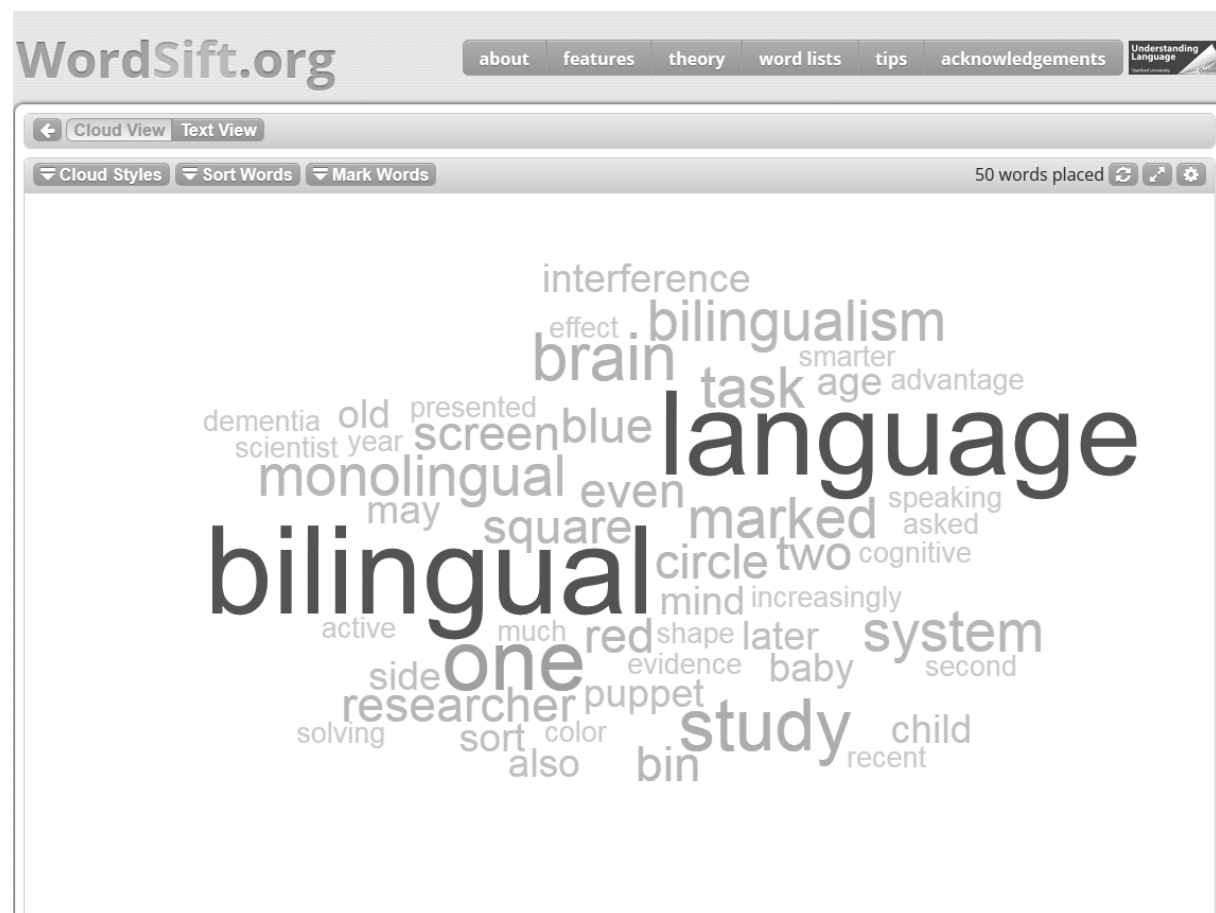 WordSift.org
about features theory word lists tips acknowledgements
Understanding
Language
Stanford University
Cloud View Text View
Cloud Styles Sort Words Mark Words 50 words placed
interference
effect bilingualism
brain smarter
task age advantage
dementia old presented
scientist year screen blue language
monolingual even speaking
may square marked asked
bilingual circle two cognitive
mind increasingly
active much red shape later system
one evidence baby second
side
researcher puppet
solving sort color study child
also bin recent